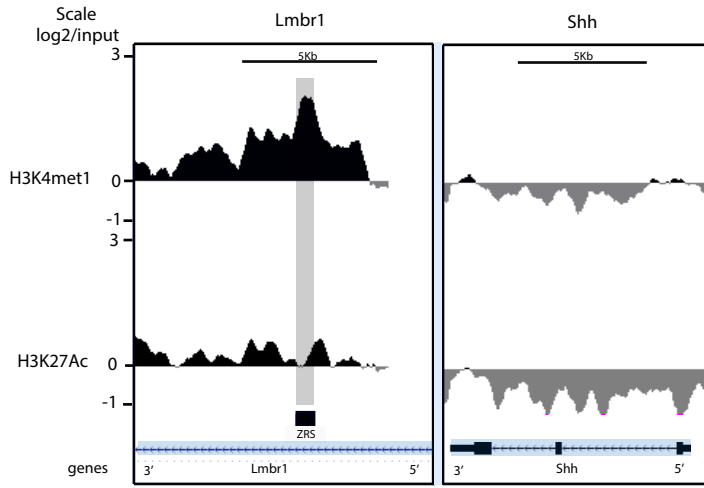 Scale
log2/input
Lmbr1
Shh
3
5Kb
5Kb
H3K4met1
0
-1
3
H3K27Ac
0
-1
ZRS
genes
3′ Lmbr1 5′
3′ Shh 5′